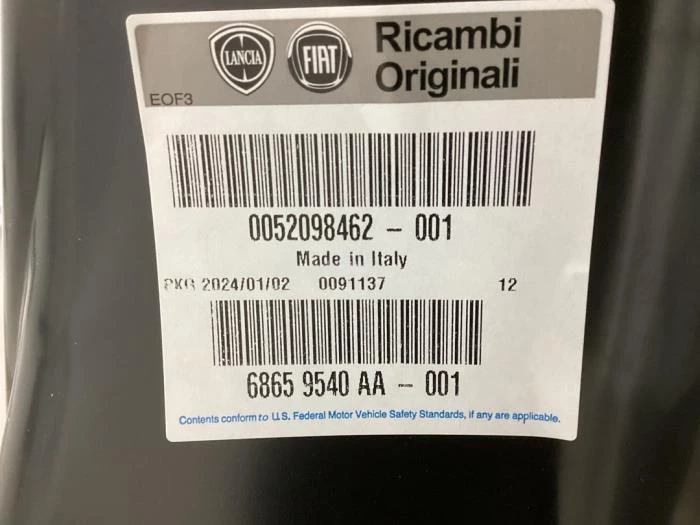 LANCIA FIAT Ricambi
Originali
EOF3
0052098462 - 001
Made in Italy
PKG 2024/01/02 0091137 12
6865 9540 AA - 001
Contents conform to U.S. Federal Motor Vehicle Safety Standards, if any are applicable.